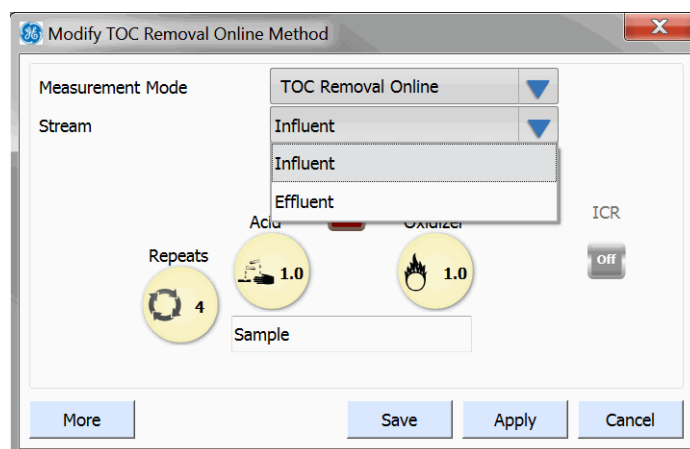 Modify TOC Removal Online Method
Measurement Mode
TOC Removal Online
Stream
Influent
Influent
Effluent
Acid
Oxidizer
ICR
Repeats
1.0
1.0
Off
4
Sample
More
Save
Apply
Cancel